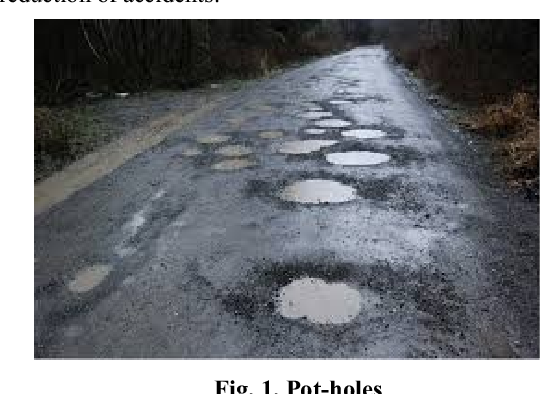 reduction of accidents.
Fig. 1. Pot-holes